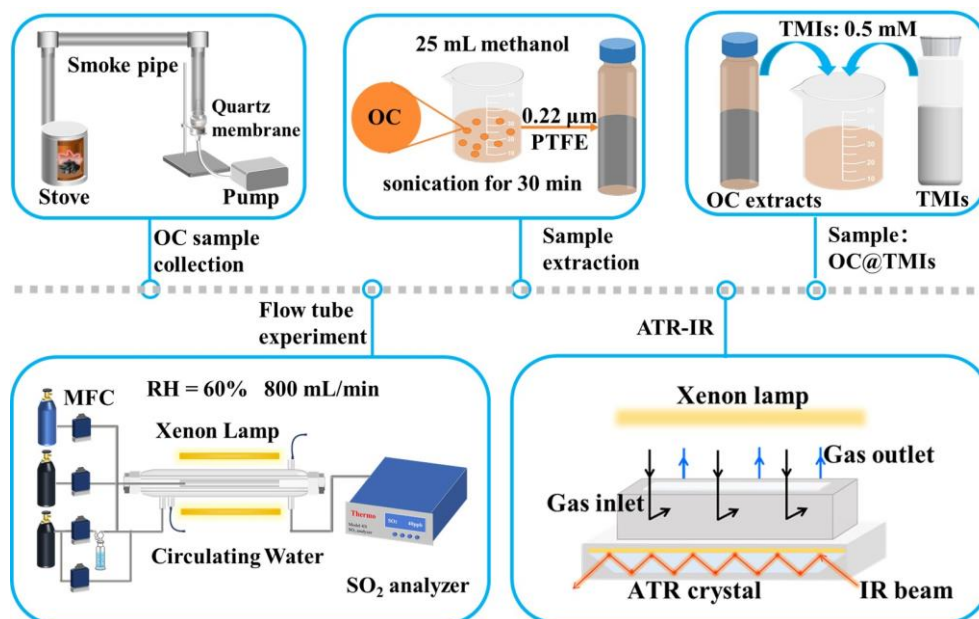 Smoke pipe
Quartz
membrane
Stove
Pump
25 mL methanol
OC
0.22 µm
PTFE
sonication for 30 min
TMIs: 0.5 mM
OC extracts
TMIs
OC sample
collection
Sample
extraction
Sample:
OC@TMIs
Flow tube
experiment
ATR-IR
MFC
RH = 60% 800 mL/min
Xenon Lamp
Thermo
Circulating Water
SO₂ analyzer
Xenon lamp
Gas outlet
Gas inlet
ATR crystal
IR beam